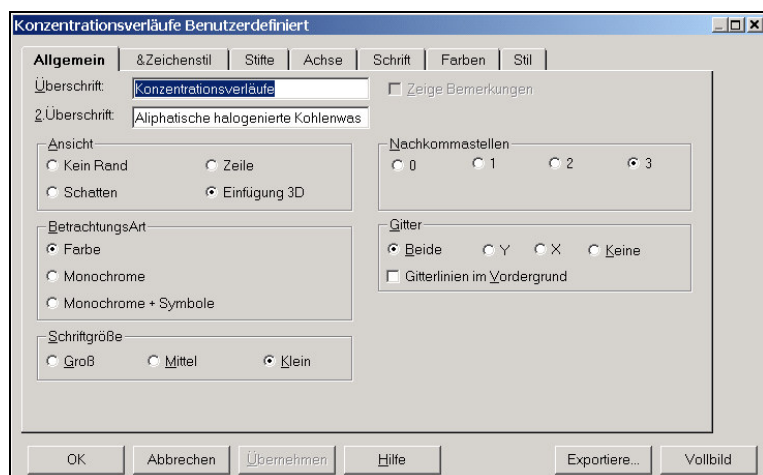 Konzentrationsverläufe Benutzerdefiniert
Allgemein &Zeichenstil Stifte Achse Schrift Farben Stil
Überschrift: Konzentrationsverläufe Zeige Bemerkungen
2.Überschrift: Aliphatische halogenierte Kohlenwas
Ansicht
Kein Rand Zeile
Schatten Einfügung 3D
Nachkommastellen
0 1 2 3
BetrachtungsArt
Farbe
Monochrome
Monochrome + Symbole
Gitter
Beide Y X Keine
Gitterlinien im Vordergrund
Schriftgröße
Groß Mittel Klein
OK Abbrechen Übernehmen Hilfe Exportiere... Vollbild